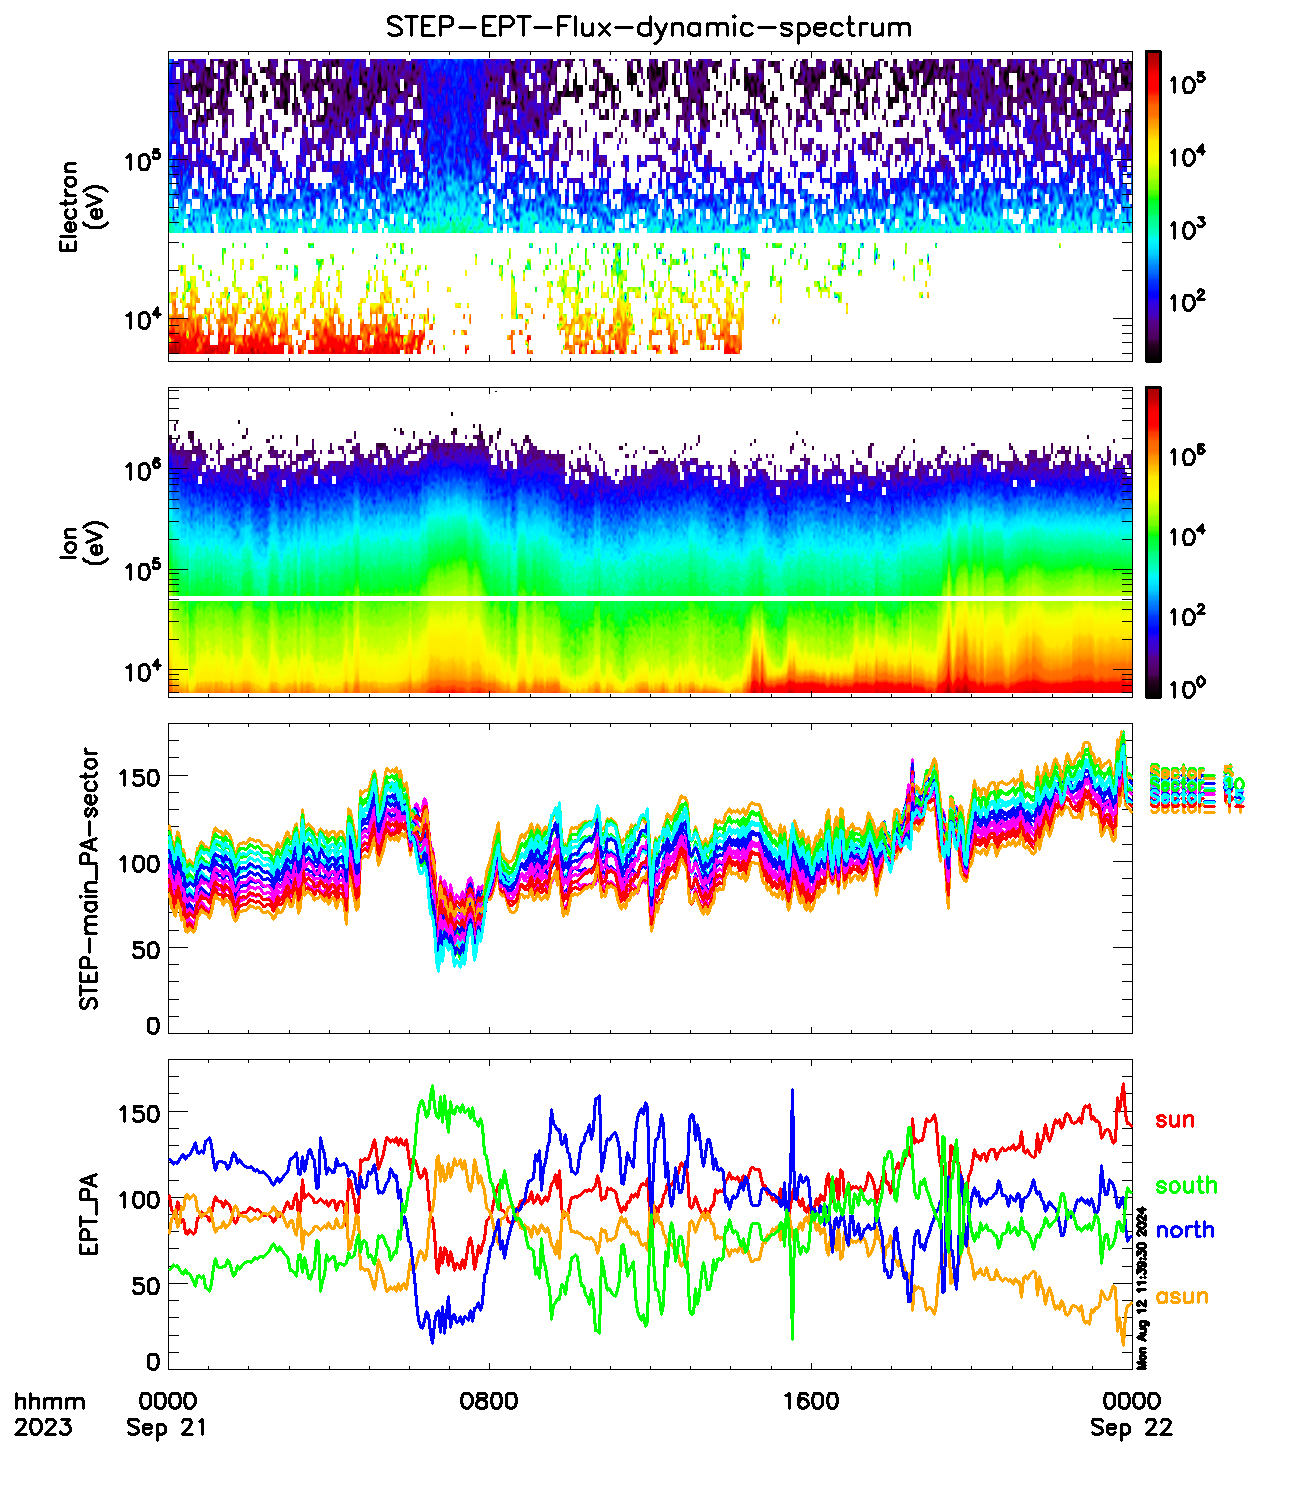 STEP-EPT-Flux-dynamic-spectrum
Electron
(eV)
10^5
10^4
10^5
10^4
10^3
10^2
Ion
(eV)
10^6
10^5
10^4
10^6
10^4
10^2
10^0
STEP-main_PA-sector
150
100
50
0
EPT_PA
150
100
50
0
sun
south
north
asun
Mon Aug 12 11:39:30 2024
hhmm
2023
0000
0800
1600
0000
Sep 21
Sep 22